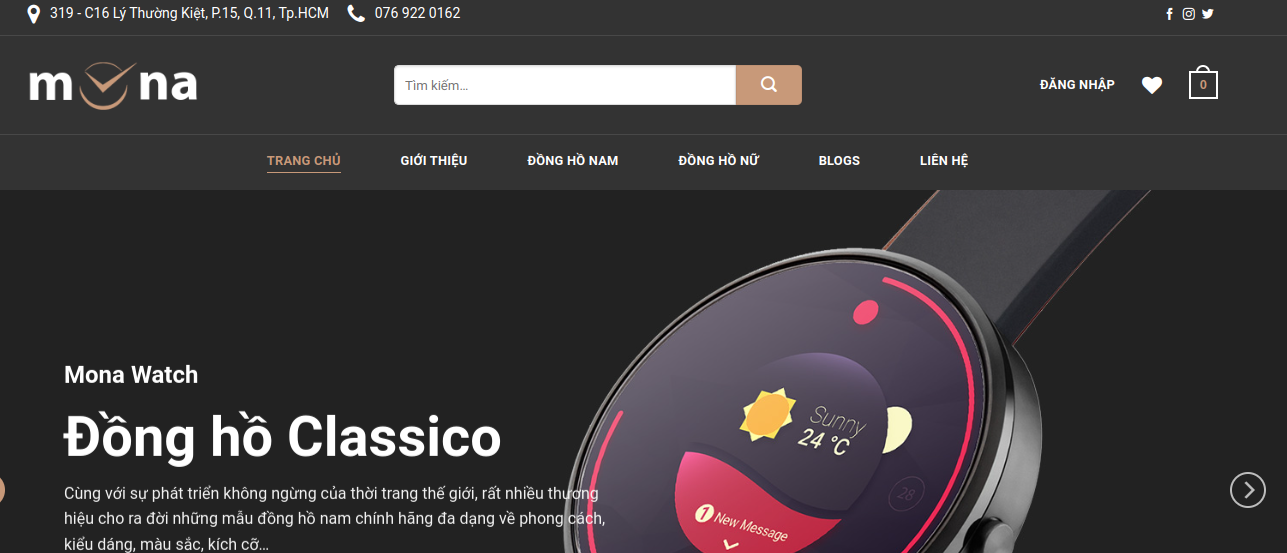 319 - C16 Lý Thường Kiệt, P.15, Q.11, Tp.HCM
076 922 0162
mona
Tìm kiếm...
ĐĂNG NHẬP
0
TRANG CHỦ
GIỚI THIỆU
ĐỒNG HỒ NAM
ĐỒNG HỒ NỮ
BLOGS
LIÊN HỆ
Mona Watch
Đồng hồ Classico
Cùng với sự phát triển không ngừng của thời trang thế giới, rất nhiều thương
hiệu cho ra đời những mẫu đồng hồ nam chính hãng đa dạng về phong cách,
kiểu dáng, màu sắc, kích cỡ...
Sunny
24 °C
28
1 New Message